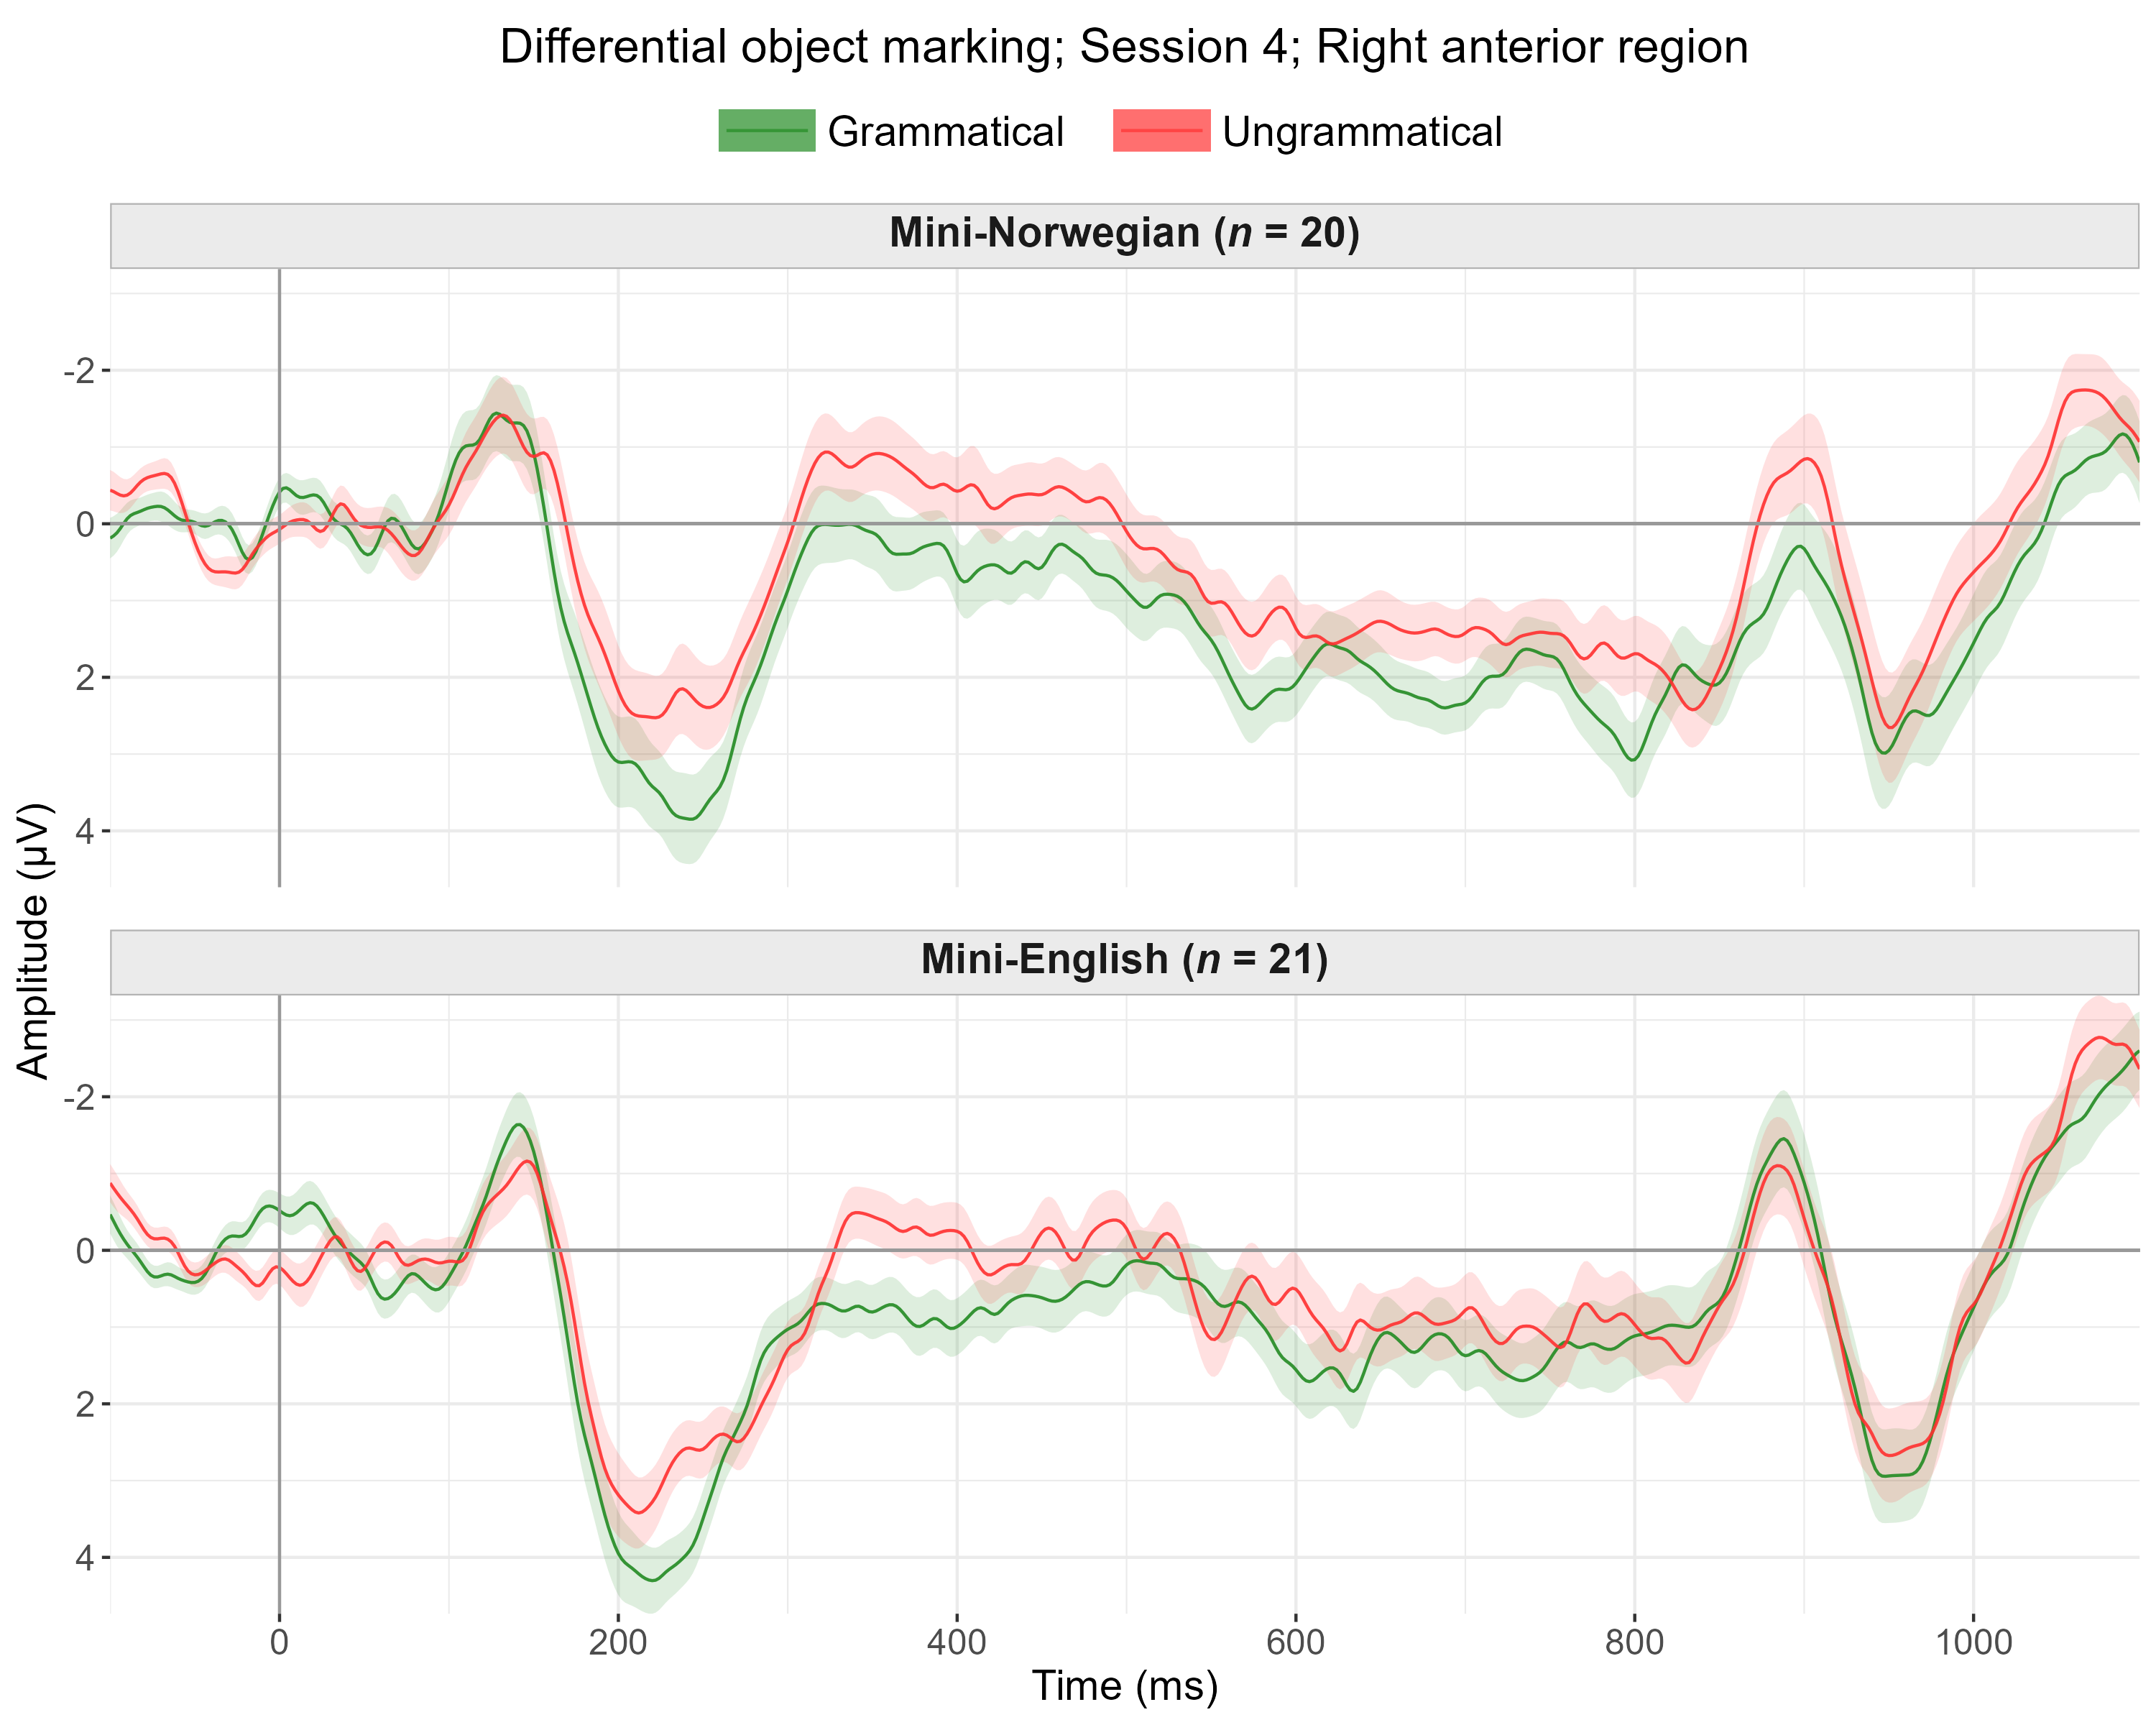 Differential object marking; Session 4; Right anterior region
Grammatical Ungrammatical
Mini-Norwegian (n = 20)
-2
0
2
4
Amplitude (µV)
Mini-English (n = 21)
-2
0
2
4
0 200 400 600 800 1000
Time (ms)